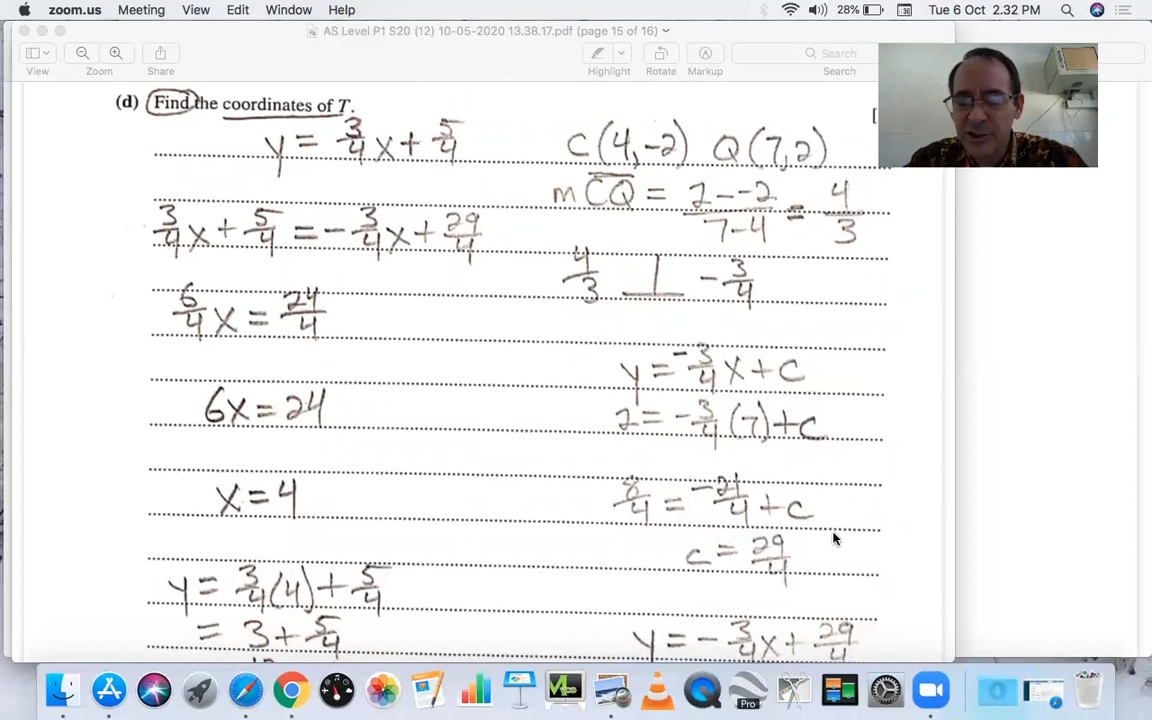 zoom.us Meeting View Edit Window Help 28% Tue 6 Oct 2.32 PM
AS Level P1 S20 (12) 10-05-2020 13.38.17.pdf (page 15 of 16)
View Zoom Share Highlight Rotate Markup Search
Search
(d) Find the coordinates of T.
[
y = 3/4 x + 5/4
3/4 x + 5/4 = -3/4 x + 29/4
6/4 x = 24/4
6x = 24
x = 4
y = 3/4 (4) + 5/4
= 3 + 5/4
C(4,-2) Q(7,2)
m CQ = 2--2/7-4 = 4/3
4/3 ⊥ -3/4
y = -3/4 x + c
2 = -3/4 (7) + c
8/4 = -21/4 + c
c = 29/4
y = -3/4 x + 29/4
Pro